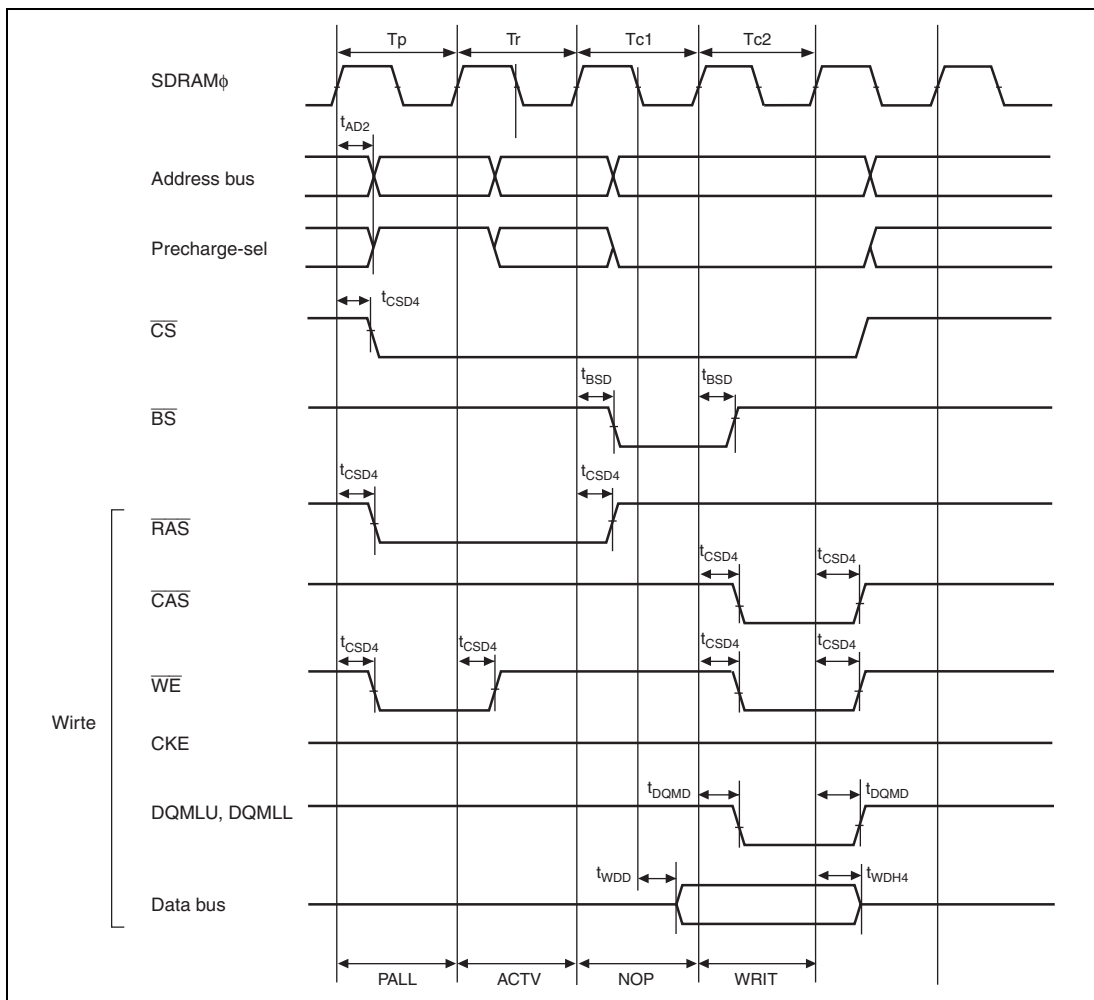 Tp Tr Tc1 Tc2
SDRAMϕ
tAD2
Address bus
Precharge-sel
tCSD4
CS
tBSD tBSD
BS
tCSD4 tCSD4
RAS
tCSD4 tCSD4
CAS
tCSD4 tCSD4 tCSD4 tCSD4
WE
Wirte
CKE
tDQMD tDQMD
DQMLU, DQMLL
tWDD tWDH4
Data bus
PALL ACTV NOP WRIT